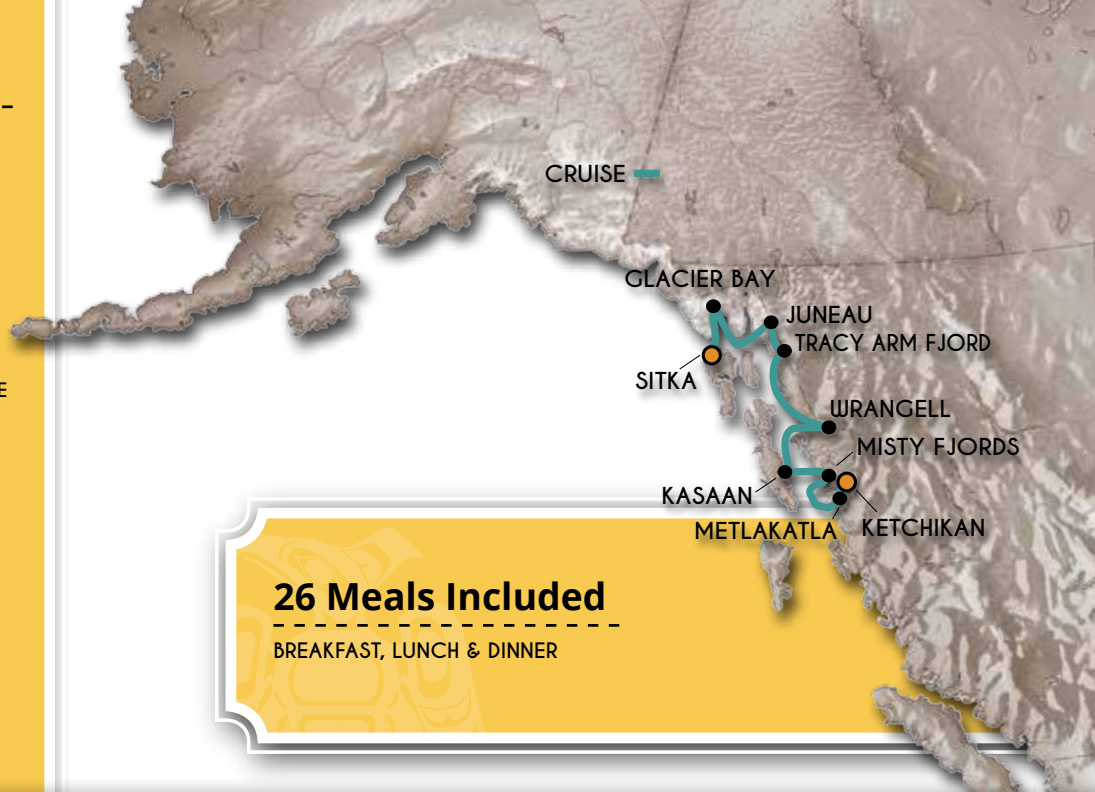 CRUISE
GLACIER BAY
JUNEAU
TRACY ARM FJORD
SITKA
WRANGELL
MISTY FJORDS
KASAAN
METLAKATLA
KETCHIKAN
26 Meals Included
BREAKFAST, LUNCH & DINNER